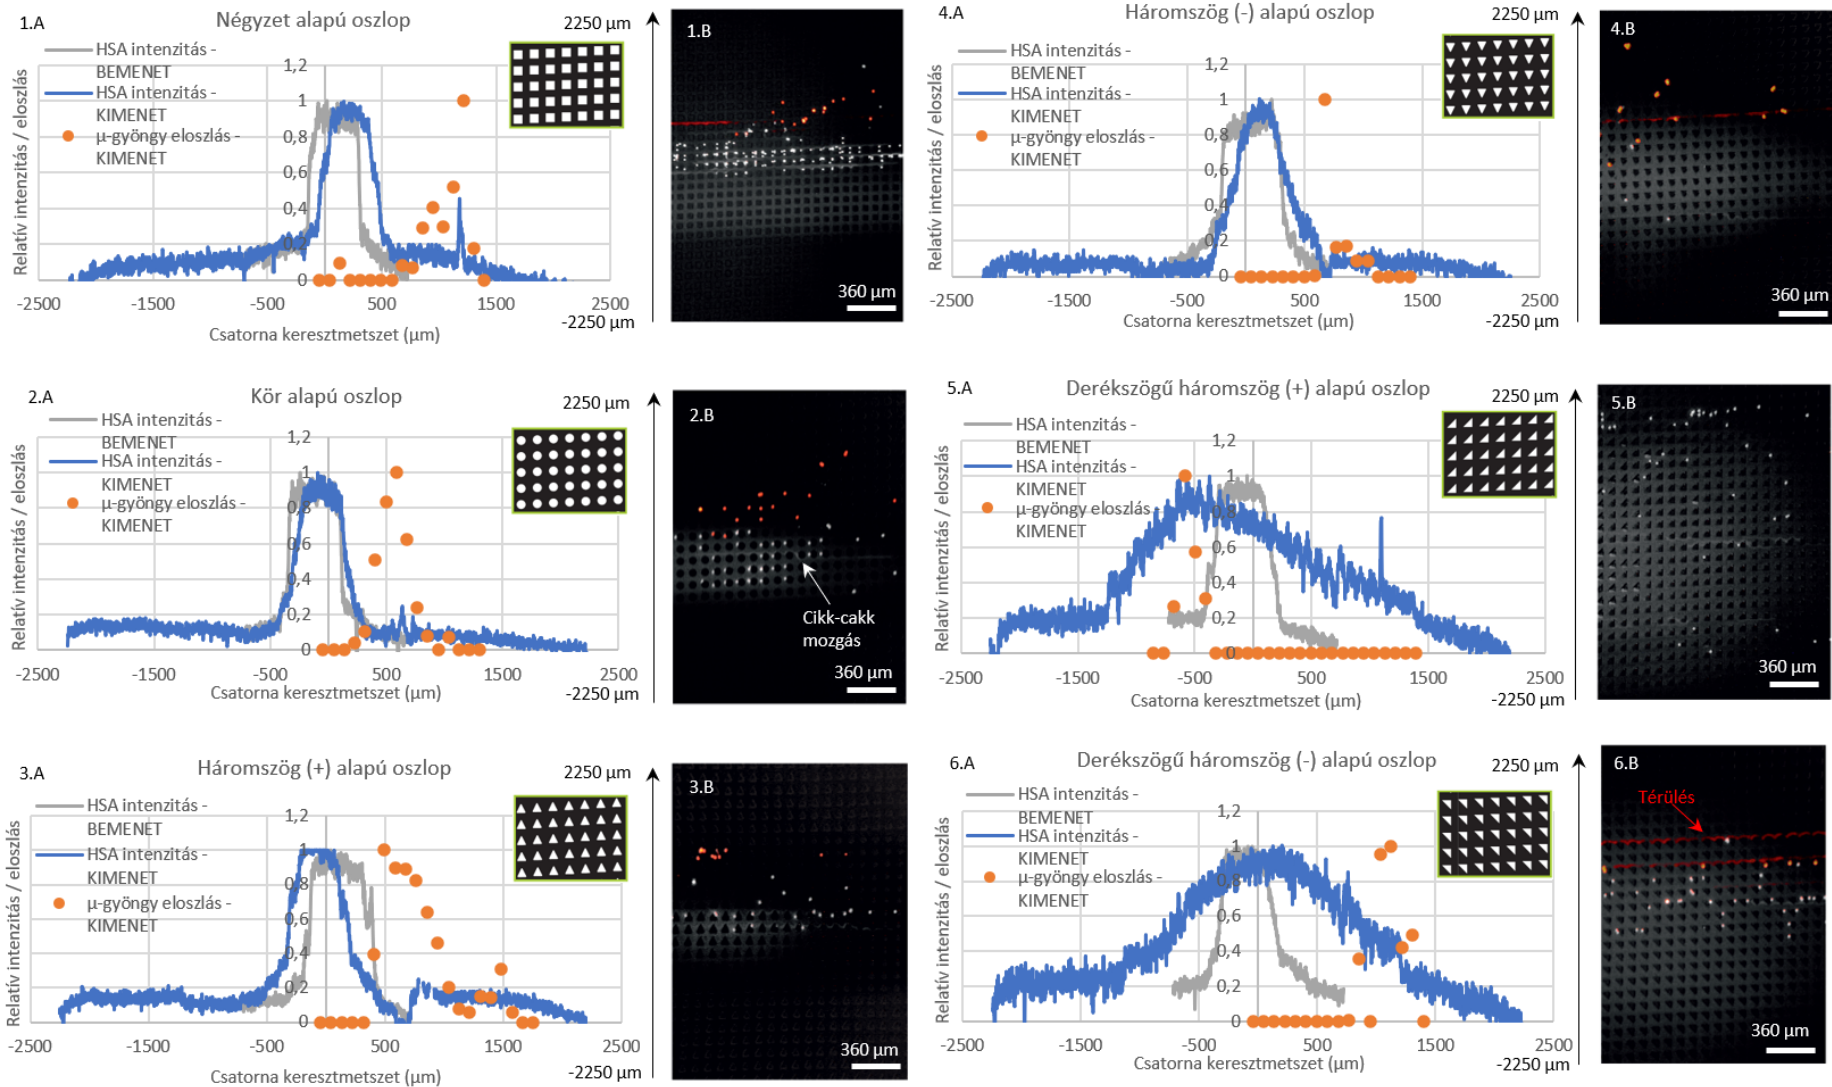 1.A
Négyzet alapú oszlop
2250 µm
HSA intenzitás -
BEMENET
HSA intenzitás -
KIMENET
µ-gyöngy eloszlás -
KIMENET
Relatív intenzitás / eloszlás
1,2
1
0,8
0,6
0,4
0,2
0
-2500
-1500
-500
500
1500
2500
-2250 µm
Csatorna keresztmetszet (µm)
1.B
360 µm
4.A
Háromszög (-) alapú oszlop
2250 µm
HSA intenzitás -
BEMENET
HSA intenzitás -
KIMENET
µ-gyöngy eloszlás -
KIMENET
Relatív intenzitás / eloszlás
1,2
1
0,8
0,6
0,4
0,2
0
-2500
-1500
-500
500
1500
2500
-2250 µm
Csatorna keresztmetszet (µm)
4.B
360 µm
2.A
Kör alapú oszlop
2250 µm
HSA intenzitás -
BEMENET
HSA intenzitás -
KIMENET
µ-gyöngy eloszlás -
KIMENET
Relatív intenzitás / eloszlás
1,2
1
0,8
0,6
0,4
0,2
0
-2500
-1500
-500
500
1500
2500
-2250 µm
Csatorna keresztmetszet (µm)
2.B
Cikk-cakk
mozgás
360 µm
5.A
Derékszögű háromszög (+) alapú oszlop
2250 µm
HSA intenzitás -
BEMENET
HSA intenzitás -
KIMENET
µ-gyöngy eloszlás -
KIMENET
Relatív intenzitás / eloszlás
1,2
1
0,8
0,6
0,4
0,2
0
-2500
-1500
-500
500
1500
2500
-2250 µm
Csatorna keresztmetszet (µm)
5.B
360 µm
3.A
Háromszög (+) alapú oszlop
2250 µm
HSA intenzitás -
BEMENET
HSA intenzitás -
KIMENET
µ-gyöngy eloszlás -
KIMENET
Relatív intenzitás / eloszlás
1,2
1
0,8
0,6
0,4
0,2
0
-2500
-1500
-500
500
1500
2500
-2250 µm
Csatorna keresztmetszet (µm)
3.B
360 µm
6.A
Derékszögű háromszög (-) alapú oszlop
2250 µm
HSA intenzitás -
BEMENET
HSA intenzitás -
KIMENET
µ-gyöngy eloszlás -
KIMENET
Relatív intenzitás / eloszlás
1,2
1
0,8
0,6
0,4
0,2
0
-2500
-1500
-500
500
1500
2500
-2250 µm
Csatorna keresztmetszet (µm)
6.B
Térülés
360 µm